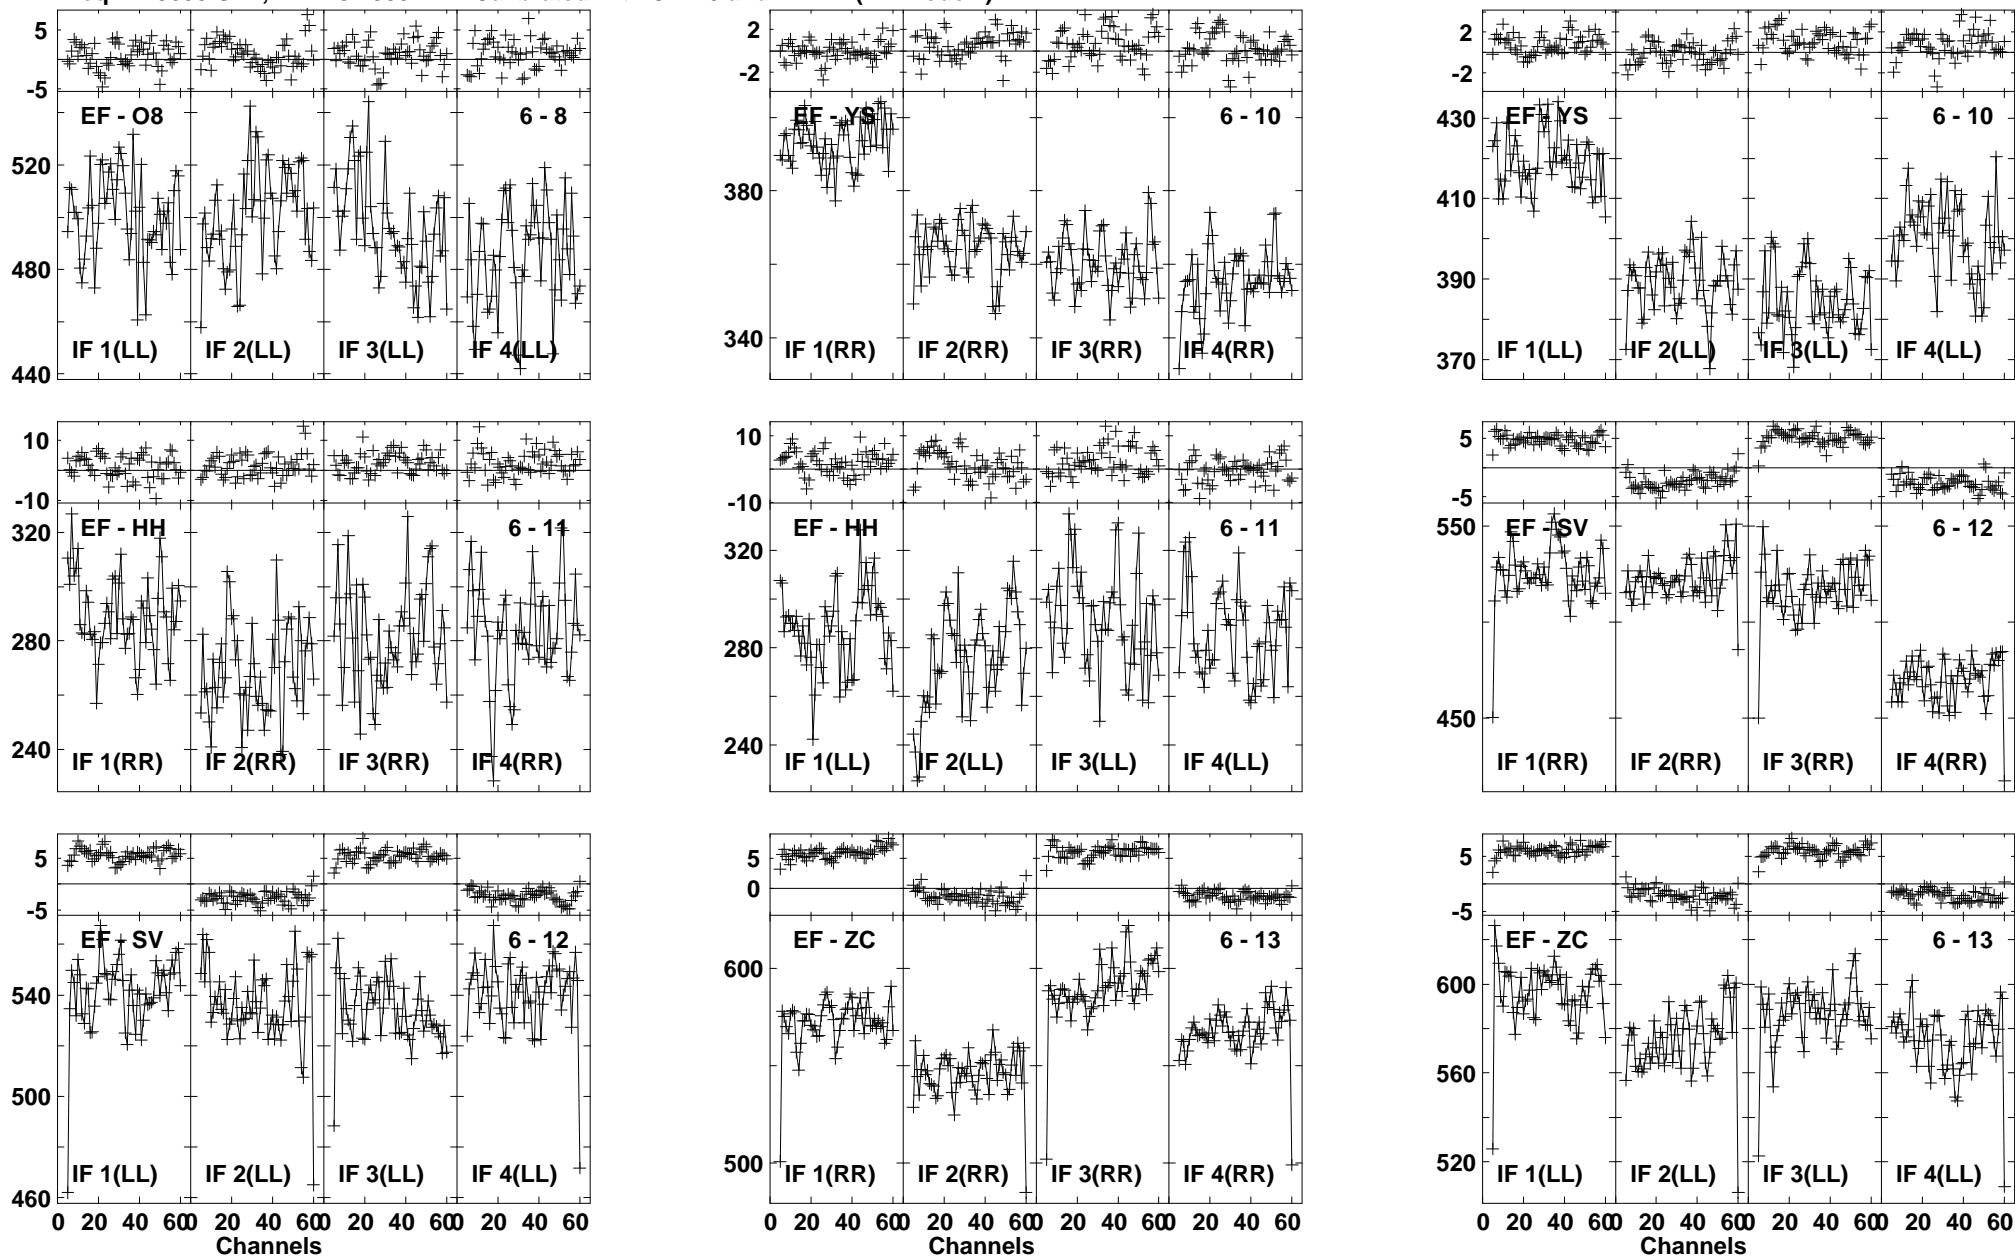 5 2 2
-5 -2 -2
EF - O8 6 - 8 EF - YS 6 - 10 EF - YS 6 - 10
520 480 440
380 340
430 410 390 370
IF 1(LL) IF 2(LL) IF 3(LL) IF 4(LL) IF 1(RR) IF 2(RR) IF 3(RR) IF 4(RR) IF 1(LL) IF 2(LL) IF 3(LL) IF 4(LL)
10 10 5
-10 -10 -5
EF - HH 6 - 11 EF - HH 6 - 11 EF - SV 6 - 12
320 280 240
320 280 240
550 450
IF 1(RR) IF 2(RR) IF 3(RR) IF 4(RR) IF 1(LL) IF 2(LL) IF 3(LL) IF 4(LL) IF 1(RR) IF 2(RR) IF 3(RR) IF 4(RR)
5 5 5
-5 0 -5
EF - SV 6 - 12 EF - ZC 6 - 13 EF - ZC 6 - 13
540 500 460
600 500
600 560 520
IF 1(LL) IF 2(LL) IF 3(LL) IF 4(LL) IF 1(RR) IF 2(RR) IF 3(RR) IF 4(RR) IF 1(LL) IF 2(LL) IF 3(LL) IF 4(LL)
0 20 40 60 0 20 40 60 0 20 40 60 0 20 40 60 0 20 40 60 0 20 40 60 0 20 40 60 0 20 40 60 0 20 40 60 0 20 40 60 0 20 40 60 0 20 40 60
Channels Channels Channels